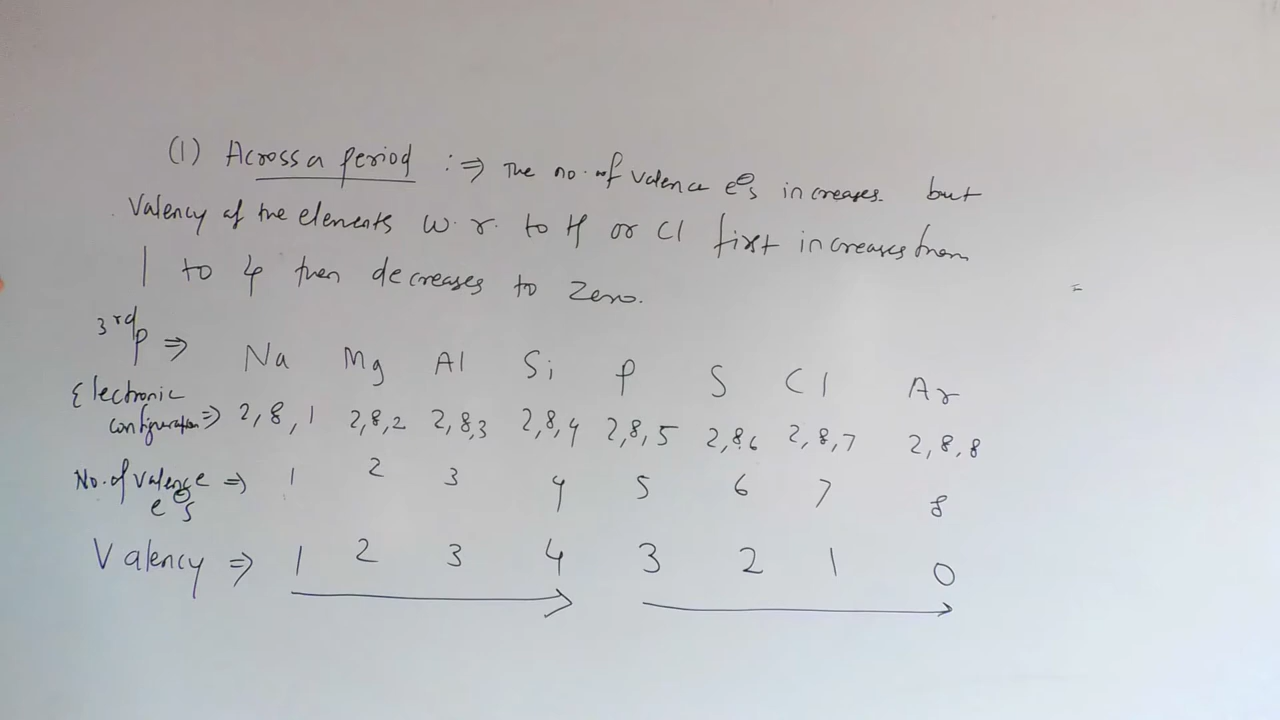 (1) Across a period :⇒ The no. of valence e⊖s increases. but
Valency of the elements w.r. to H or Cl first increases from
1 to 4 then decreases to zero.
3rd p ⇒ Na Mg Al Si P S Cl Ar
Electronic
configuration ⇒ 2,8,1 2,8,2 2,8,3 2,8,4 2,8,5 2,8,6 2,8,7 2,8,8
No. of valence ⇒ 1 2 3 4 5 6 7 8
e⊖s
Valency ⇒ 1 2 3 4 3 2 1 0